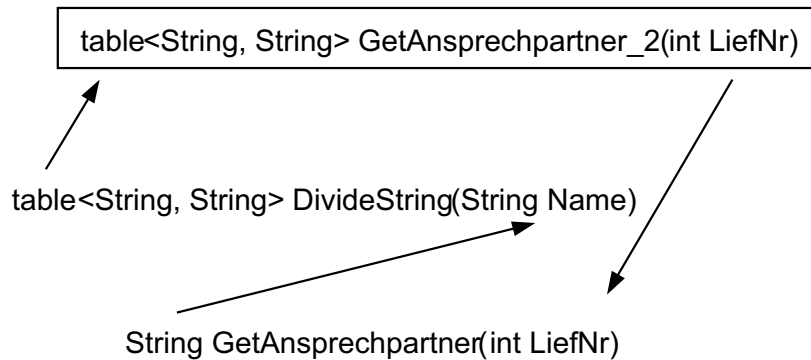 table<String, String> GetAnsprechpartner_2(int LiefNr)
table<String, String> DivideString(String Name)
String GetAnsprechpartner(int LiefNr)